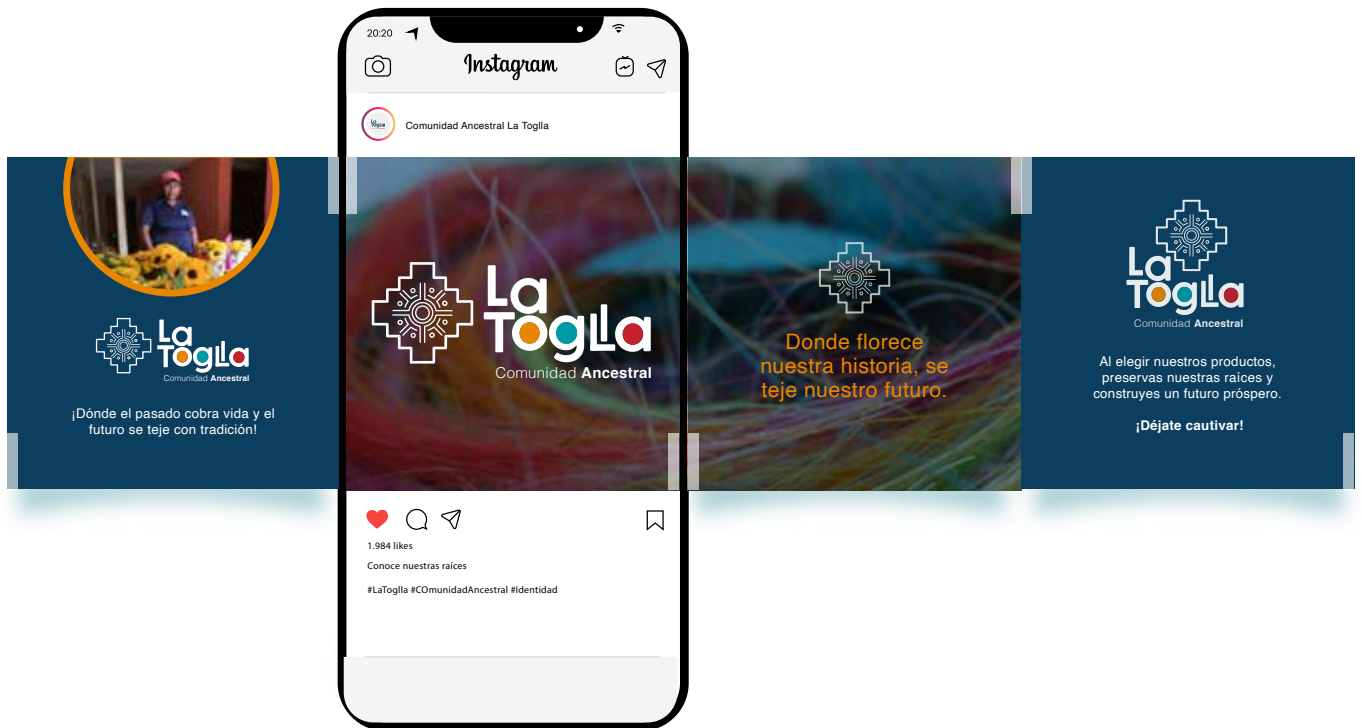 20:20
Instagram
La Toglla
Comunidad Ancestral La Toglla
La
Toglla
Comunidad Ancestral
¡Dónde el pasado cobra vida y el
futuro se teje con tradición!
La
Toglla
Comunidad Ancestral
Donde florece
nuestra historia, se
teje nuestro futuro.
La
Toglla
Comunidad Ancestral
Al elegir nuestros productos,
preservas nuestras raíces y
construyes un futuro próspero.
¡Déjate cautivar!
1.984 likes
Conoce nuestras raíces
#LaToglla #COmunidadAncestral #Identidad